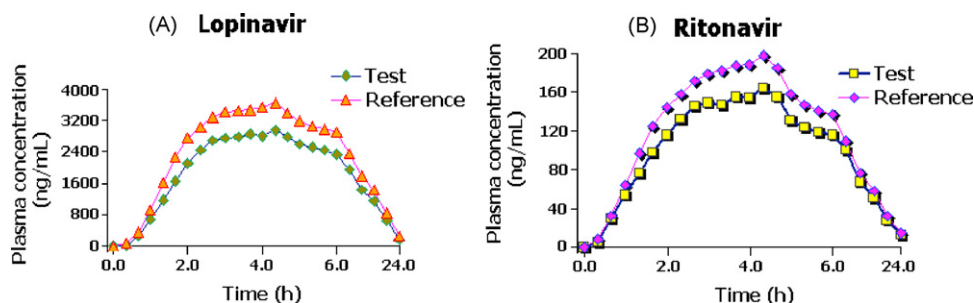 (A) Lopinavir
Plasma concentration
(ng/mL)
4000
3200
2400
1600
800
0
Test
Reference
0.0 2.0 4.0 6.0 24.0
Time (h)
(B) Ritonavir
Plasma concentration
(ng/mL)
200
160
120
80
40
0
Test
Reference
0.0 2.0 4.0 6.0 24.0
Time (h)